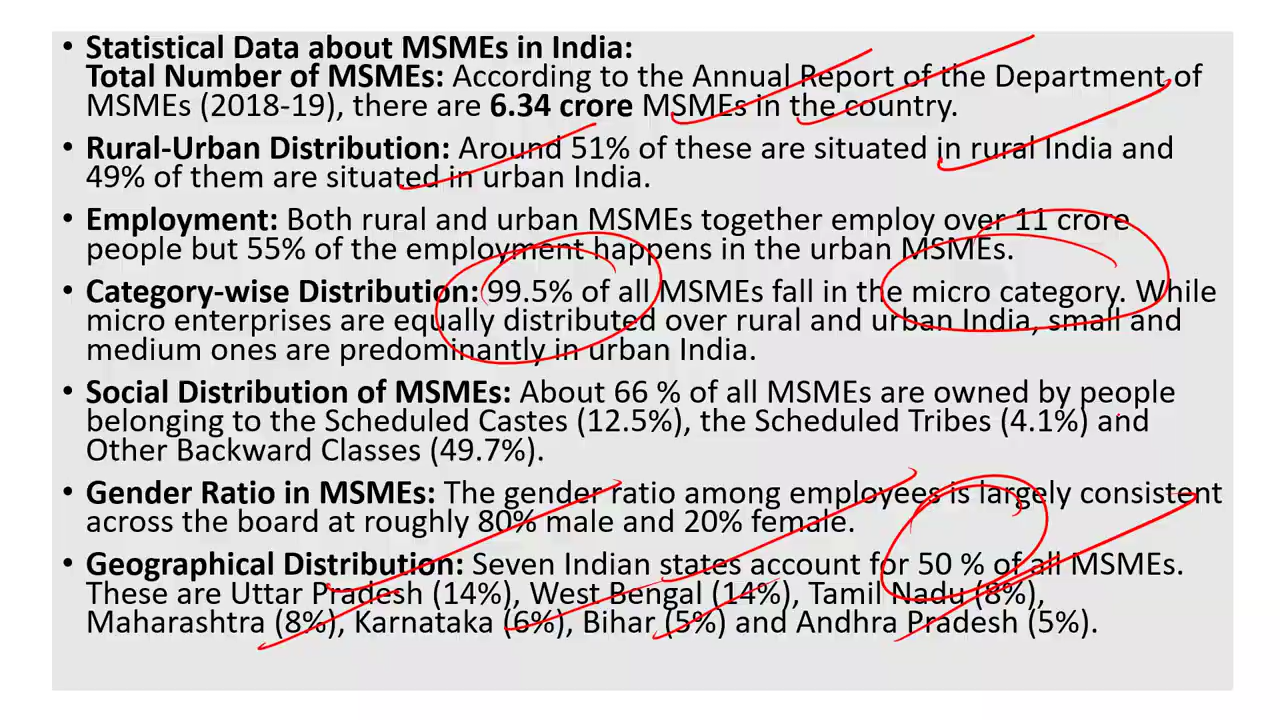 • Statistical Data about MSMEs in India:
Total Number of MSMEs: According to the Annual Report of the Department of
MSMEs (2018-19), there are 6.34 crore MSMEs in the country.
• Rural-Urban Distribution: Around 51% of these are situated in rural India and
49% of them are situated in urban India.
• Employment: Both rural and urban MSMEs together employ over 11 crore
people but 55% of the employment happens in the urban MSMEs.
• Category-wise Distribution: 99.5% of all MSMEs fall in the micro category. While
micro enterprises are equally distributed over rural and urban India, small and
medium ones are predominantly in urban India.
• Social Distribution of MSMEs: About 66 % of all MSMEs are owned by people
belonging to the Scheduled Castes (12.5%), the Scheduled Tribes (4.1%) and
Other Backward Classes (49.7%).
• Gender Ratio in MSMEs: The gender ratio among employees is largely consistent
across the board at roughly 80% male and 20% female.
• Geographical Distribution: Seven Indian states account for 50 % of all MSMEs.
These are Uttar Pradesh (14%), West Bengal (14%), Tamil Nadu (8%),
Maharashtra (8%), Karnataka (6%), Bihar (5%) and Andhra Pradesh (5%).